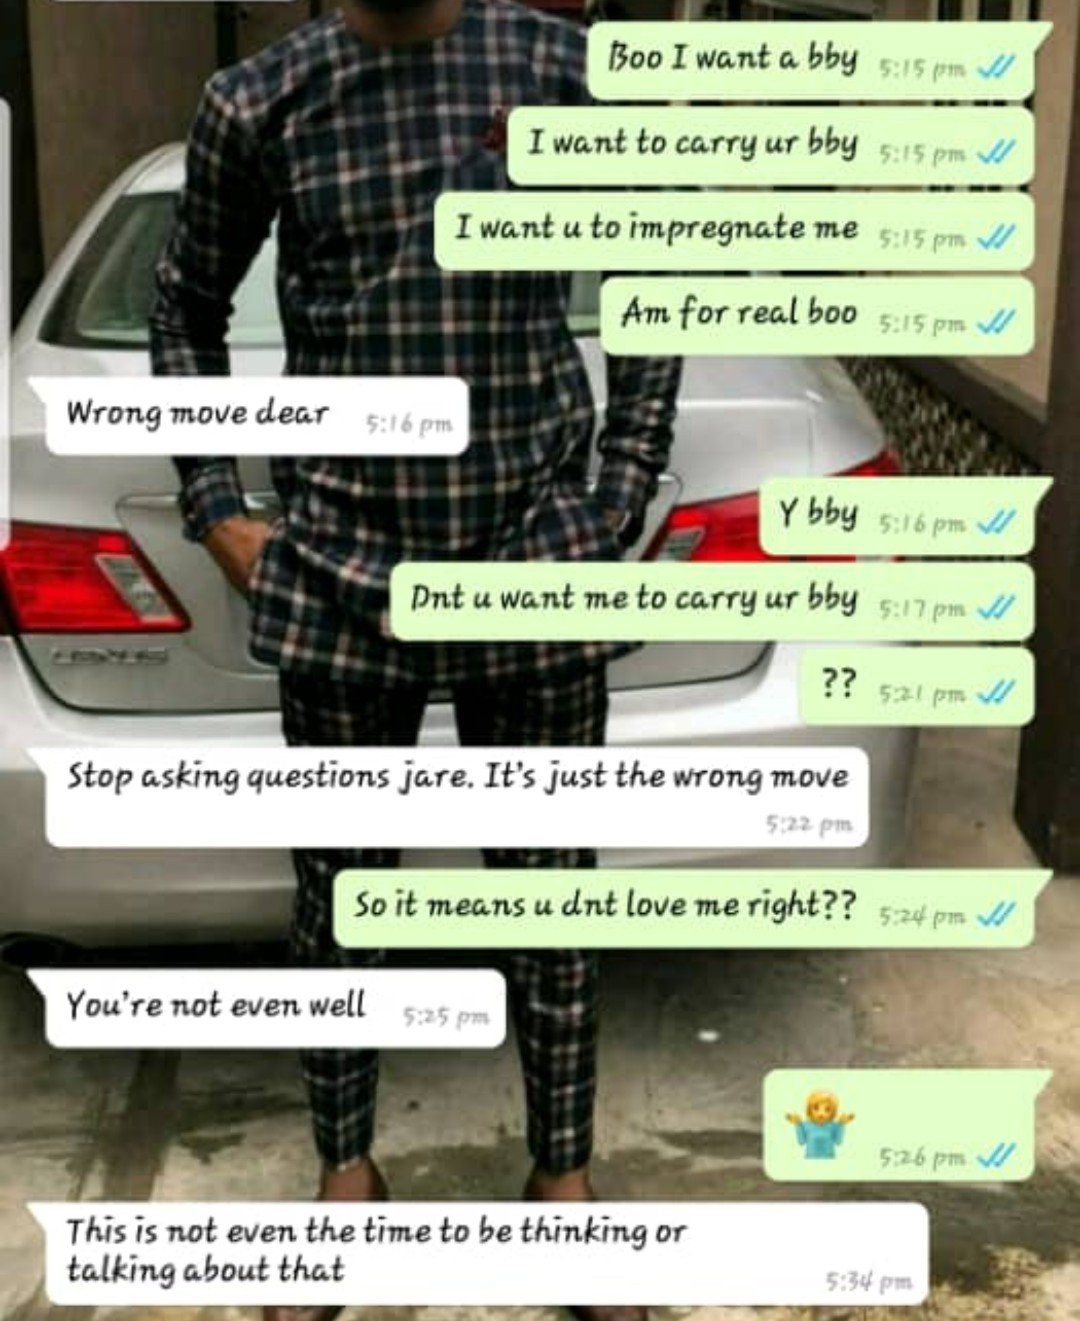 Boo I want a bby 5:15 pm
I want to carry ur bby 5:15 pm
I want u to impregnate me 5:15 pm
Am for real boo 5:15 pm
Wrong move dear 5:16 pm
Y bby 5:16 pm
Dnt u want me to carry ur bby 5:17 pm
?? 5:21 pm
Stop asking questions jare. It's just the wrong move
5:22 pm
So it means u dnt love me right?? 5:24 pm
You're not even well 5:25 pm
5:26 pm
This is not even the time to be thinking or
talking about that
5:34 pm